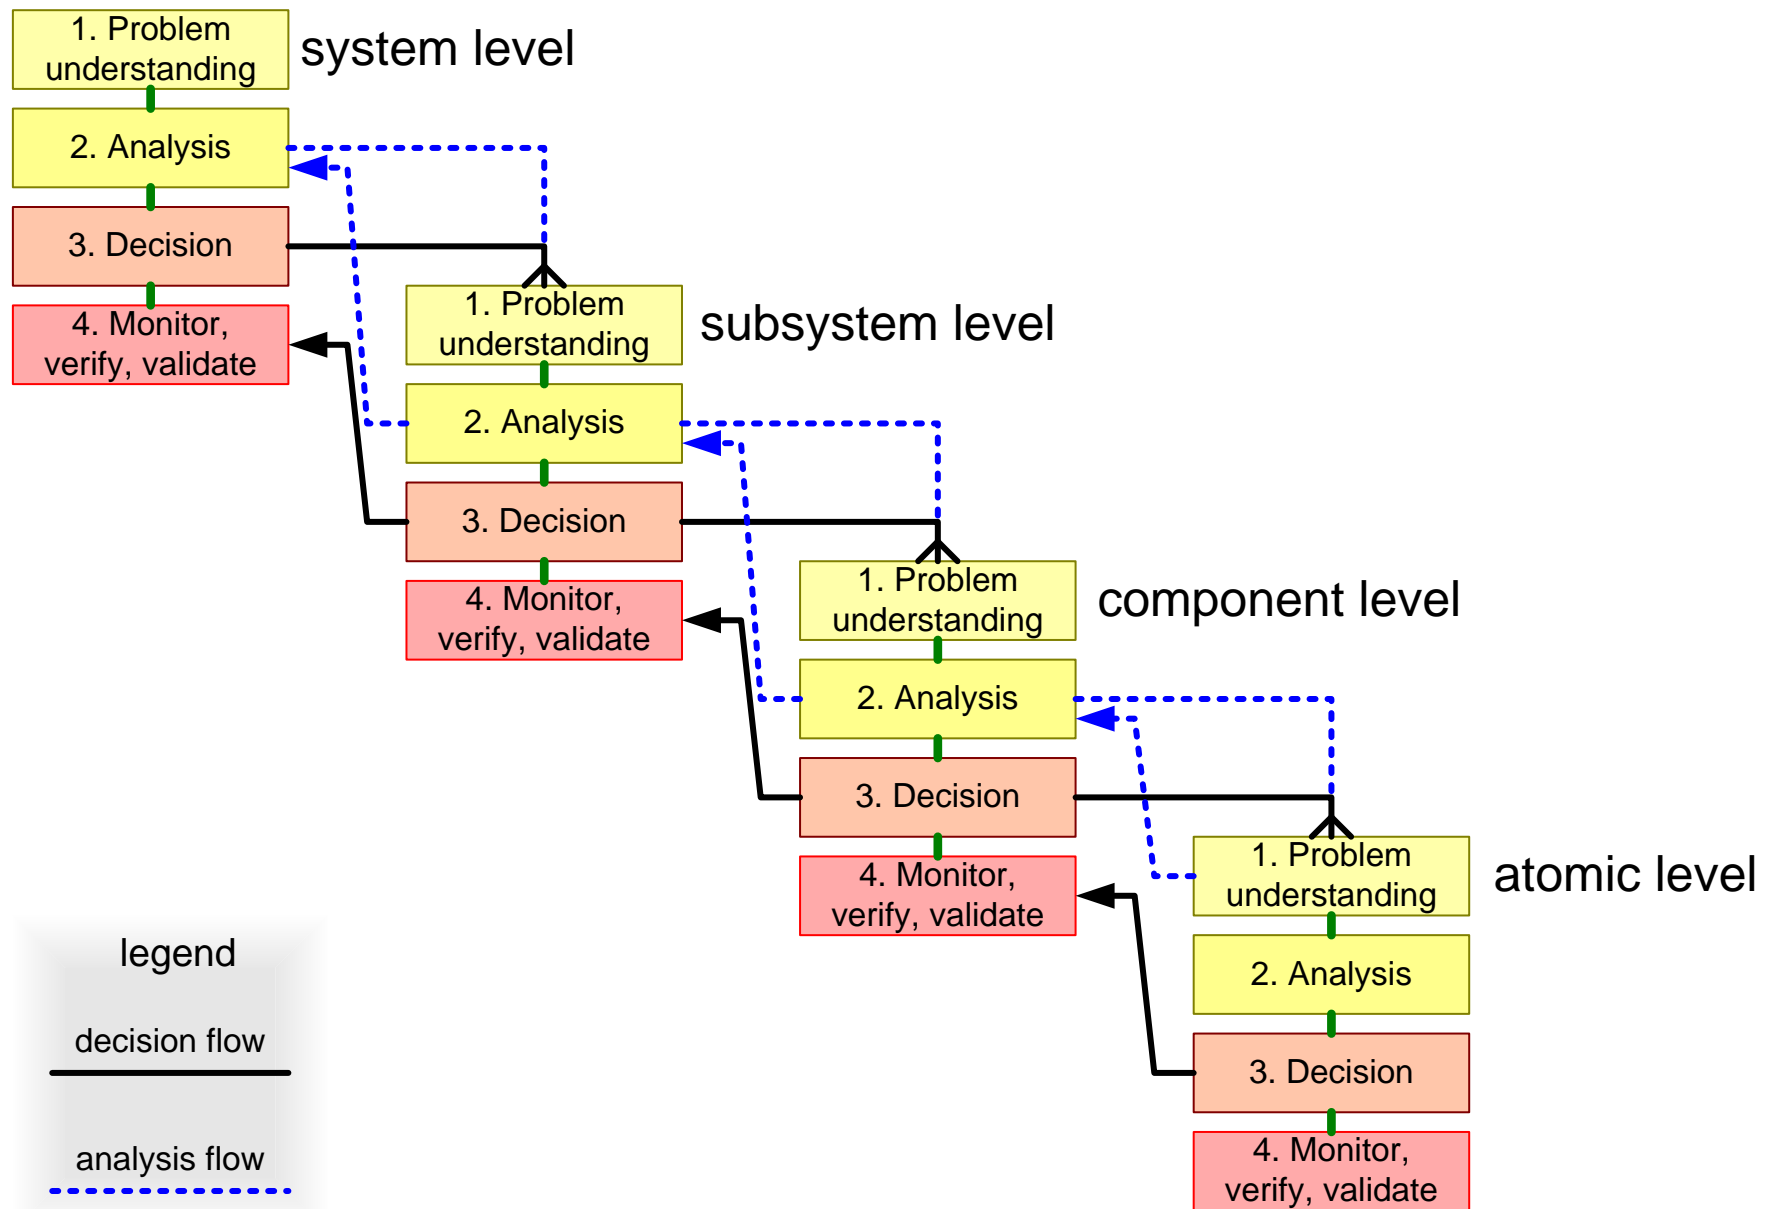 1. Problem
understanding
system level
2. Analysis
3. Decision
4. Monitor,
verify, validate
1. Problem
understanding
subsystem level
2. Analysis
3. Decision
4. Monitor,
verify, validate
1. Problem
understanding
component level
2. Analysis
3. Decision
4. Monitor,
verify, validate
1. Problem
understanding
atomic level
2. Analysis
3. Decision
4. Monitor,
verify, validate
legend
decision flow
analysis flow